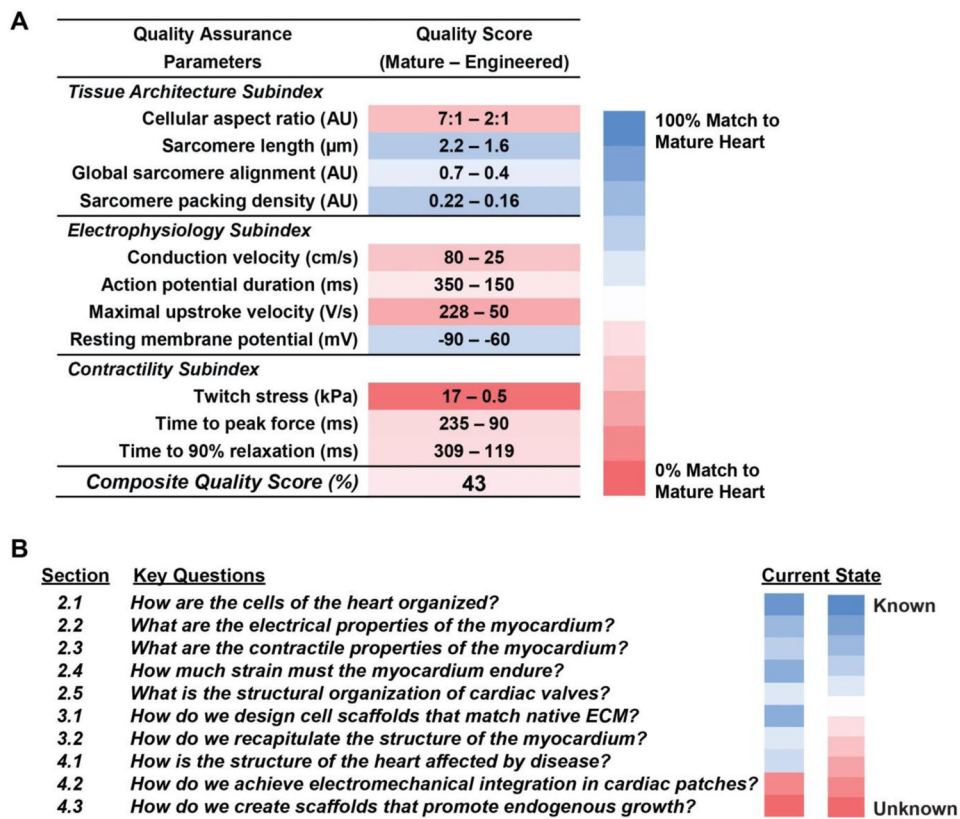 A
Quality Assurance Parameters
Quality Score (Mature – Engineered)
Tissue Architecture Subindex
Cellular aspect ratio (AU) 7:1 – 2:1
Sarcomere length (µm) 2.2 – 1.6
Global sarcomere alignment (AU) 0.7 – 0.4
Sarcomere packing density (AU) 0.22 – 0.16
Electrophysiology Subindex
Conduction velocity (cm/s) 80 – 25
Action potential duration (ms) 350 – 150
Maximal upstroke velocity (V/s) 228 – 50
Resting membrane potential (mV) -90 – -60
Contractility Subindex
Twitch stress (kPa) 17 – 0.5
Time to peak force (ms) 235 – 90
Time to 90% relaxation (ms) 309 – 119
Composite Quality Score (%) 43
100% Match to
Mature Heart
0% Match to
Mature Heart
B
Section Key Questions Current State
2.1 How are the cells of the heart organized?
2.2 What are the electrical properties of the myocardium?
2.3 What are the contractile properties of the myocardium?
2.4 How much strain must the myocardium endure?
2.5 What is the structural organization of cardiac valves?
3.1 How do we design cell scaffolds that match native ECM?
3.2 How do we recapitulate the structure of the myocardium?
4.1 How is the structure of the heart affected by disease?
4.2 How do we achieve electromechanical integration in cardiac patches?
4.3 How do we create scaffolds that promote endogenous growth?
Known
Unknown